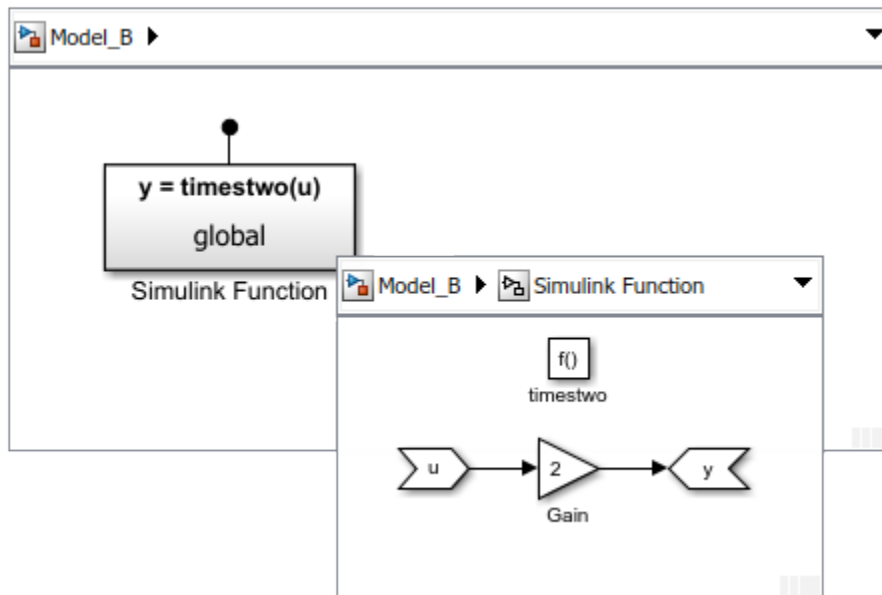 Model_B
y = timestwo(u)
global
Simulink Function
Model_B Simulink Function
f()
timestwo
u 2 y
Gain